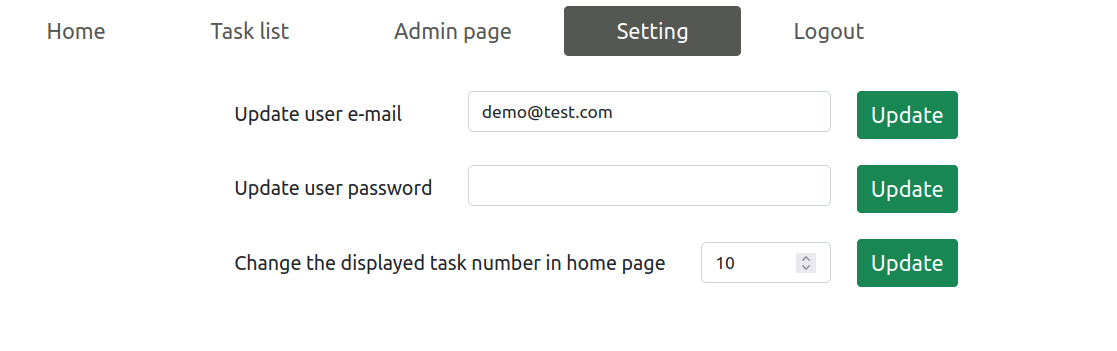 Home Task list Admin page Setting Logout
Update user e-mail demo@test.com Update
Update user password Update
Change the displayed task number in home page 10 Update